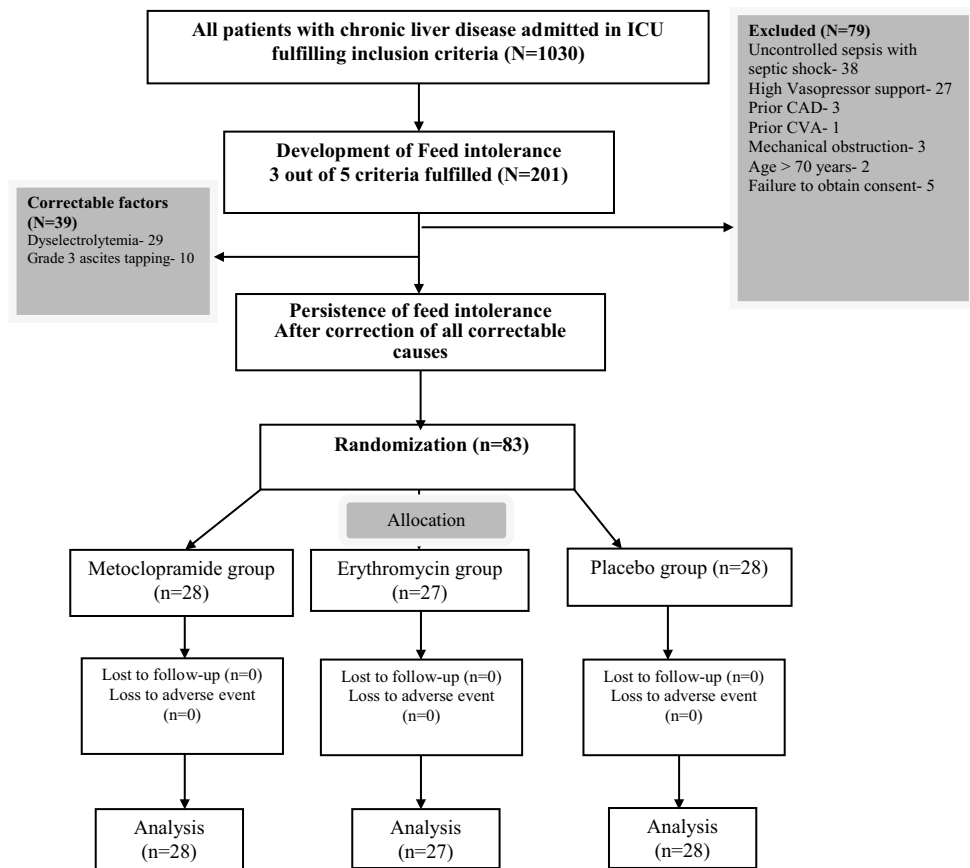 All patients with chronic liver disease admitted in ICU
fulfilling inclusion criteria (N=1030)
Excluded (N=79)
Uncontrolled sepsis with
septic shock- 38
High Vasopressor support- 27
Prior CAD- 3
Prior CVA- 1
Mechanical obstruction- 3
Age > 70 years- 2
Failure to obtain consent- 5
Development of Feed intolerance
3 out of 5 criteria fulfilled (N=201)
Correctable factors
(N=39)
Dyselectrolytemia- 29
Grade 3 ascites tapping- 10
Persistence of feed intolerance
After correction of all correctable
causes
Randomization (n=83)
Allocation
Metoclopramide group
(n=28)
Erythromycin group
(n=27)
Placebo group (n=28)
Lost to follow-up (n=0)
Loss to adverse event
(n=0)
Lost to follow-up (n=0)
Loss to adverse event
(n=0)
Lost to follow-up (n=0)
Loss to adverse event
(n=0)
Analysis
(n=28)
Analysis
(n=27)
Analysis
(n=28)